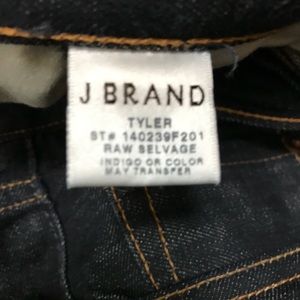 J BRAND
TYLER
ST# 140239F201
RAW SELVAGE
INDIGO OR COLOR
MAY TRANSFER